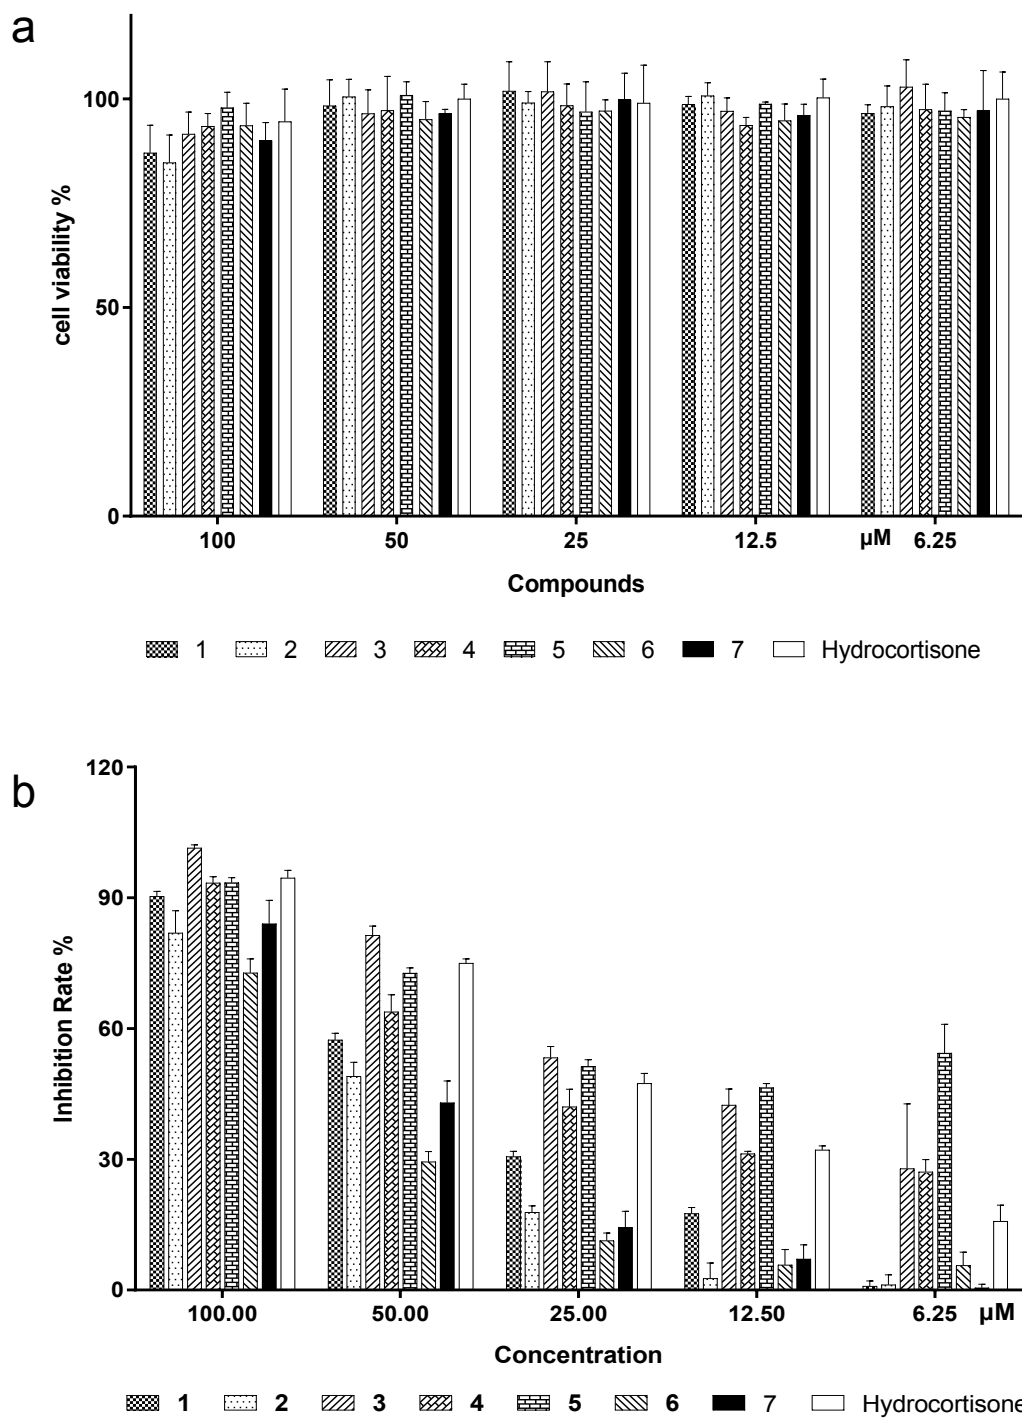 a
100
50
0
cell viability %
100 50 25 12.5 µM 6.25
Compounds
1 2 3 4 5 6 7 Hydrocortisone
b
120
90
60
30
0
Inhibition Rate %
100.00 50.00 25.00 12.50 6.25 µM
Concentration
1 2 3 4 5 6 7 Hydrocortisone